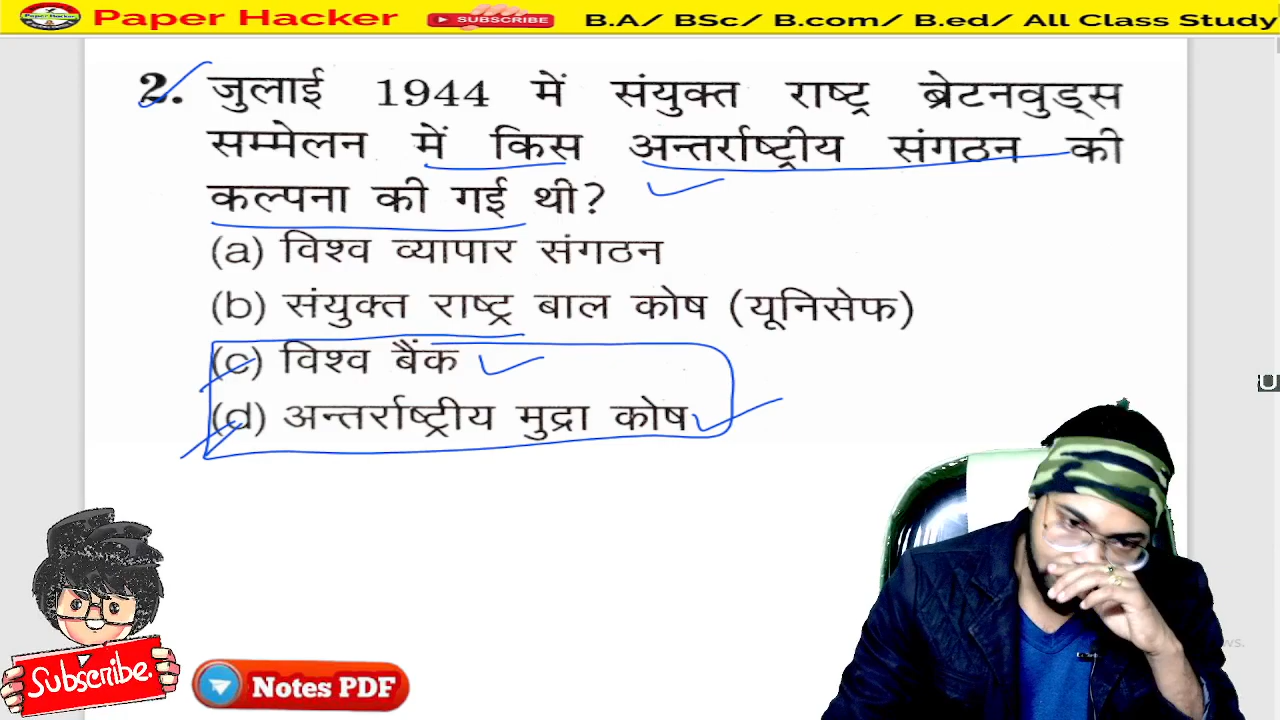 Paper Hacker
SUBSCRIBE
B.A/ BSc/ B.com/ B.ed/ All Class Study
2. जुलाई 1944 में संयुक्त राष्ट्र ब्रेटनवुड्स
सम्मेलन में किस अन्तर्राष्ट्रीय संगठन की
कल्पना की गई थी?
(a) विश्व व्यापार संगठन
(b) संयुक्त राष्ट्र बाल कोष (यूनिसेफ)
(c) विश्व बैंक
(d) अन्तर्राष्ट्रीय मुद्रा कोष
Subscribe.
Notes PDF